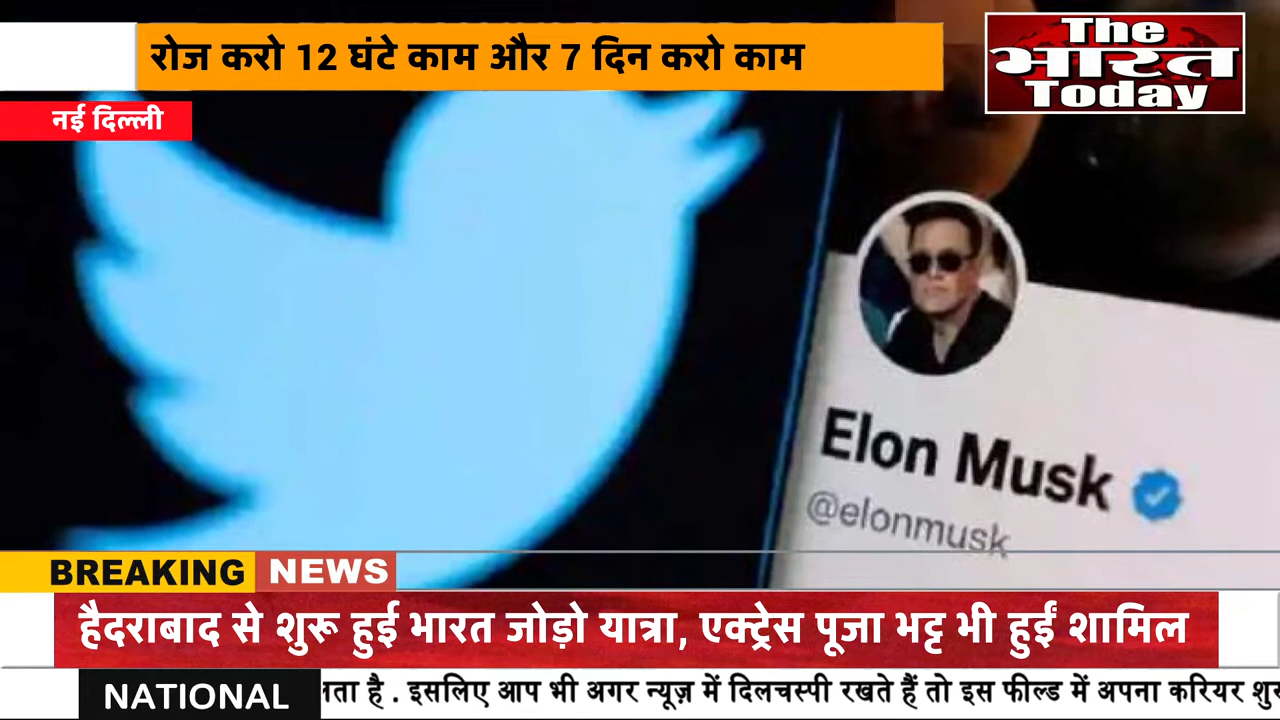 रोज करो 12 घंटे काम और 7 दिन करो काम
The
भारत
Today
नई दिल्ली
Elon Musk
@elonmusk
BREAKING NEWS
हैदराबाद से शुरू हुई भारत जोड़ो यात्रा, एक्ट्रेस पूजा भट्ट भी हुईं शामिल
NATIONAL
है . इसलिए आप भी अगर न्यूज़ में दिलचस्पी रखते हैं तो इस फील्ड में अपना करियर